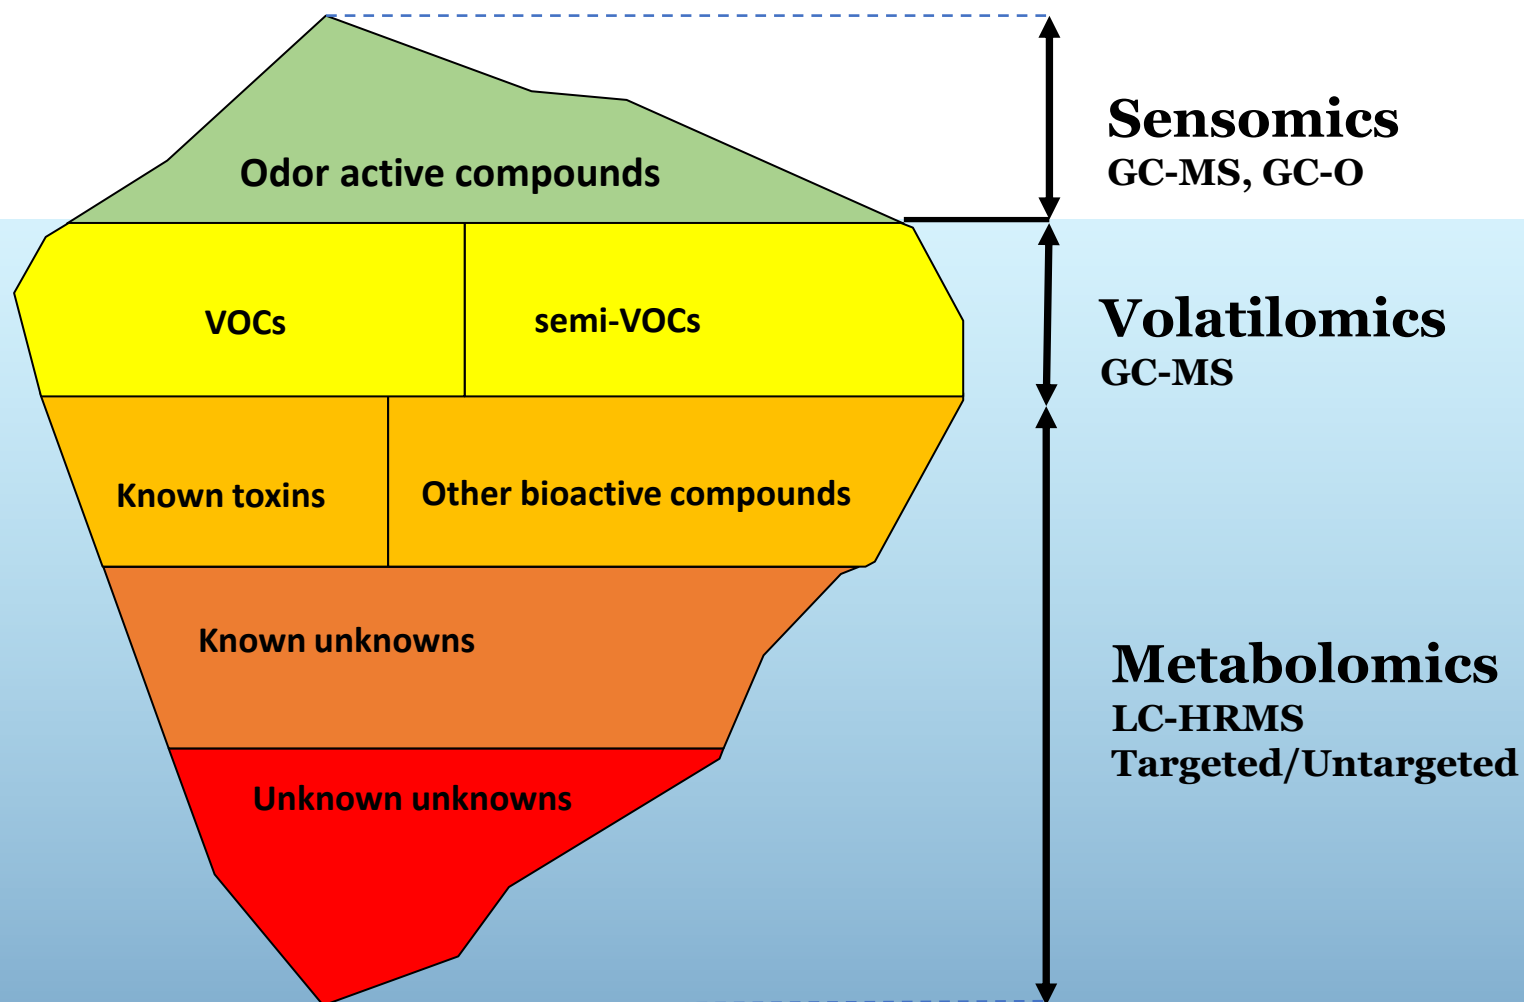 Odor active compounds
Sensomics
GC-MS, GC-O
VOCs
semi-VOCs
Volatilomics
GC-MS
Known toxins
Other bioactive compounds
Known unknowns
Unknown unknowns
Metabolomics
LC-HRMS
Targeted/Untargeted